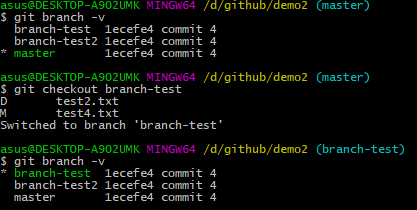 asus@DESKTOP-A9O2UMK MINGW64 /d/github/demo2 (master)
$ git branch -v
  branch-test  1ecefe4 commit 4
  branch-test2 1ecefe4 commit 4
* master       1ecefe4 commit 4
asus@DESKTOP-A9O2UMK MINGW64 /d/github/demo2 (master)
$ git checkout branch-test
D       test2.txt
M       test4.txt
Switched to branch 'branch-test'
asus@DESKTOP-A9O2UMK MINGW64 /d/github/demo2 (branch-test)
$ git branch -v
* branch-test  1ecefe4 commit 4
  branch-test2 1ecefe4 commit 4
  master       1ecefe4 commit 4